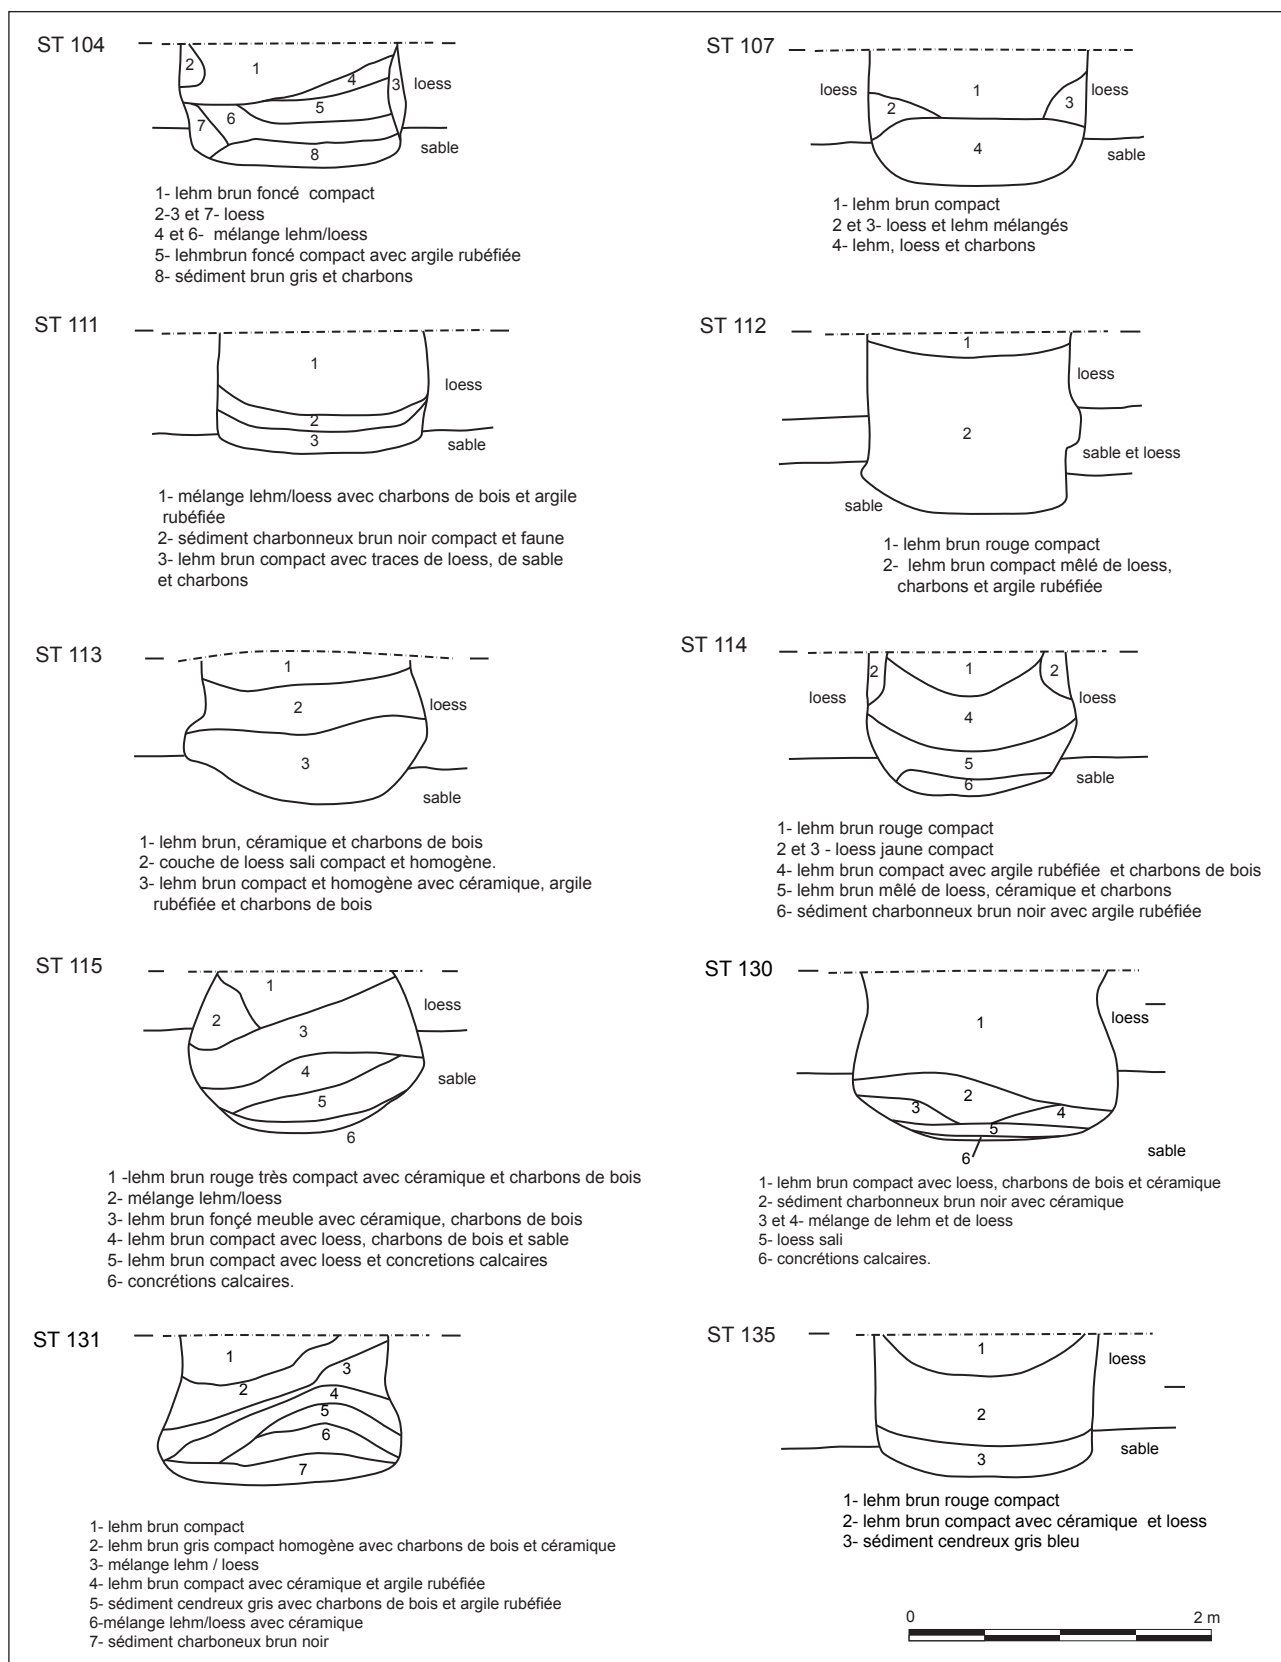 ST 104
1
2
3
4
5
6
7
8
loess
sable
1- lehm brun foncé compact
2-3 et 7- loess
4 et 6- mélange lehm/loess
5- lehmbrun foncé compact avec argile rubéfiée
8- sédiment brun gris et charbons
ST 107
loess
1
2
3
4
loess
sable
1- lehm brun compact
2 et 3- loess et lehm mélangés
4- lehm, loess et charbons
ST 111
1
2
3
loess
sable
1- mélange lehm/loess avec charbons de bois et argile
rubéfiée
2- sédiment charbonneux brun noir compact et faune
3- lehm brun compact avec traces de loess, de sable
et charbons
ST 112
1
2
loess
sable et loess
sable
1- lehm brun rouge compact
2- lehm brun compact mêlé de loess,
charbons et argile rubéfiée
ST 113
1
2
3
loess
sable
1- lehm brun, céramique et charbons de bois
2- couche de loess sali compact et homogène.
3- lehm brun compact et homogène avec céramique, argile
rubéfiée et charbons de bois
ST 114
loess
2
1
2
4
5
6
loess
sable
1- lehm brun rouge compact
2 et 3 - loess jaune compact
4- lehm brun compact avec argile rubéfiée et charbons de bois
5- lehm brun mêlé de loess, céramique et charbons
6- sédiment charbonneux brun noir avec argile rubéfiée
ST 115
1
2
3
4
5
6
loess
sable
1 -lehm brun rouge très compact avec céramique et charbons de bois
2- mélange lehm/loess
3- lehm brun fonçé meuble avec céramique, charbons de bois
4- lehm brun compact avec loess, charbons de bois et sable
5- lehm brun compact avec loess et concretions calcaires
6- concrétions calcaires.
ST 130
1
2
3
4
5
6
loess
sable
1- lehm brun compact avec loess, charbons de bois et céramique
2- sédiment charbonneux brun noir avec céramique
3 et 4- mélange de lehm et de loess
5- loess sali
6- concrétions calcaires.
ST 131
1
2
3
4
5
6
7
1- lehm brun compact
2- lehm brun gris compact homogène avec charbons de bois et céramique
3- mélange lehm / loess
4- lehm brun compact avec céramique et argile rubéfiée
5- sédiment cendreux gris avec charbons de bois et argile rubéfiée
6-mélange lehm/loess avec céramique
7- sédiment charboneux brun noir
ST 135
1
2
3
loess
sable
1- lehm brun rouge compact
2- lehm brun compact avec céramique et loess
3- sédiment cendreux gris bleu
0 2 m